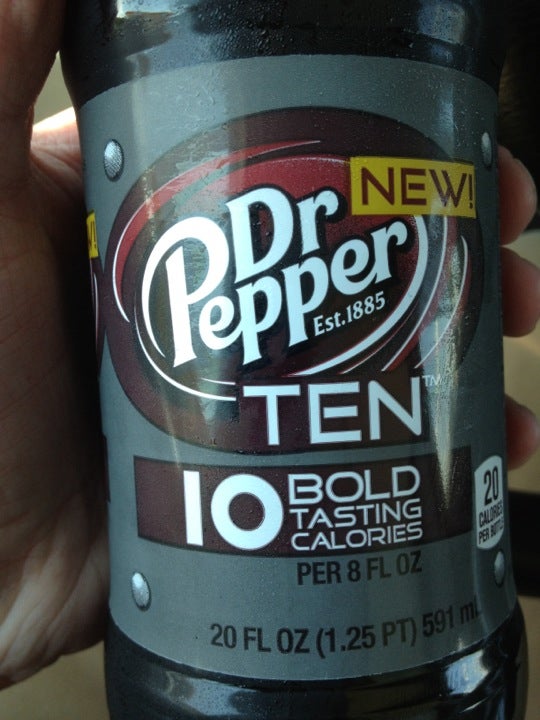 NEW!
Dr
Pepper
Est.1885
TEN™
10 BOLD
TASTING
CALORIES
PER 8 FL OZ
20
CALORIES
PER BOTTLE
20 FL OZ (1.25 PT) 591 mL